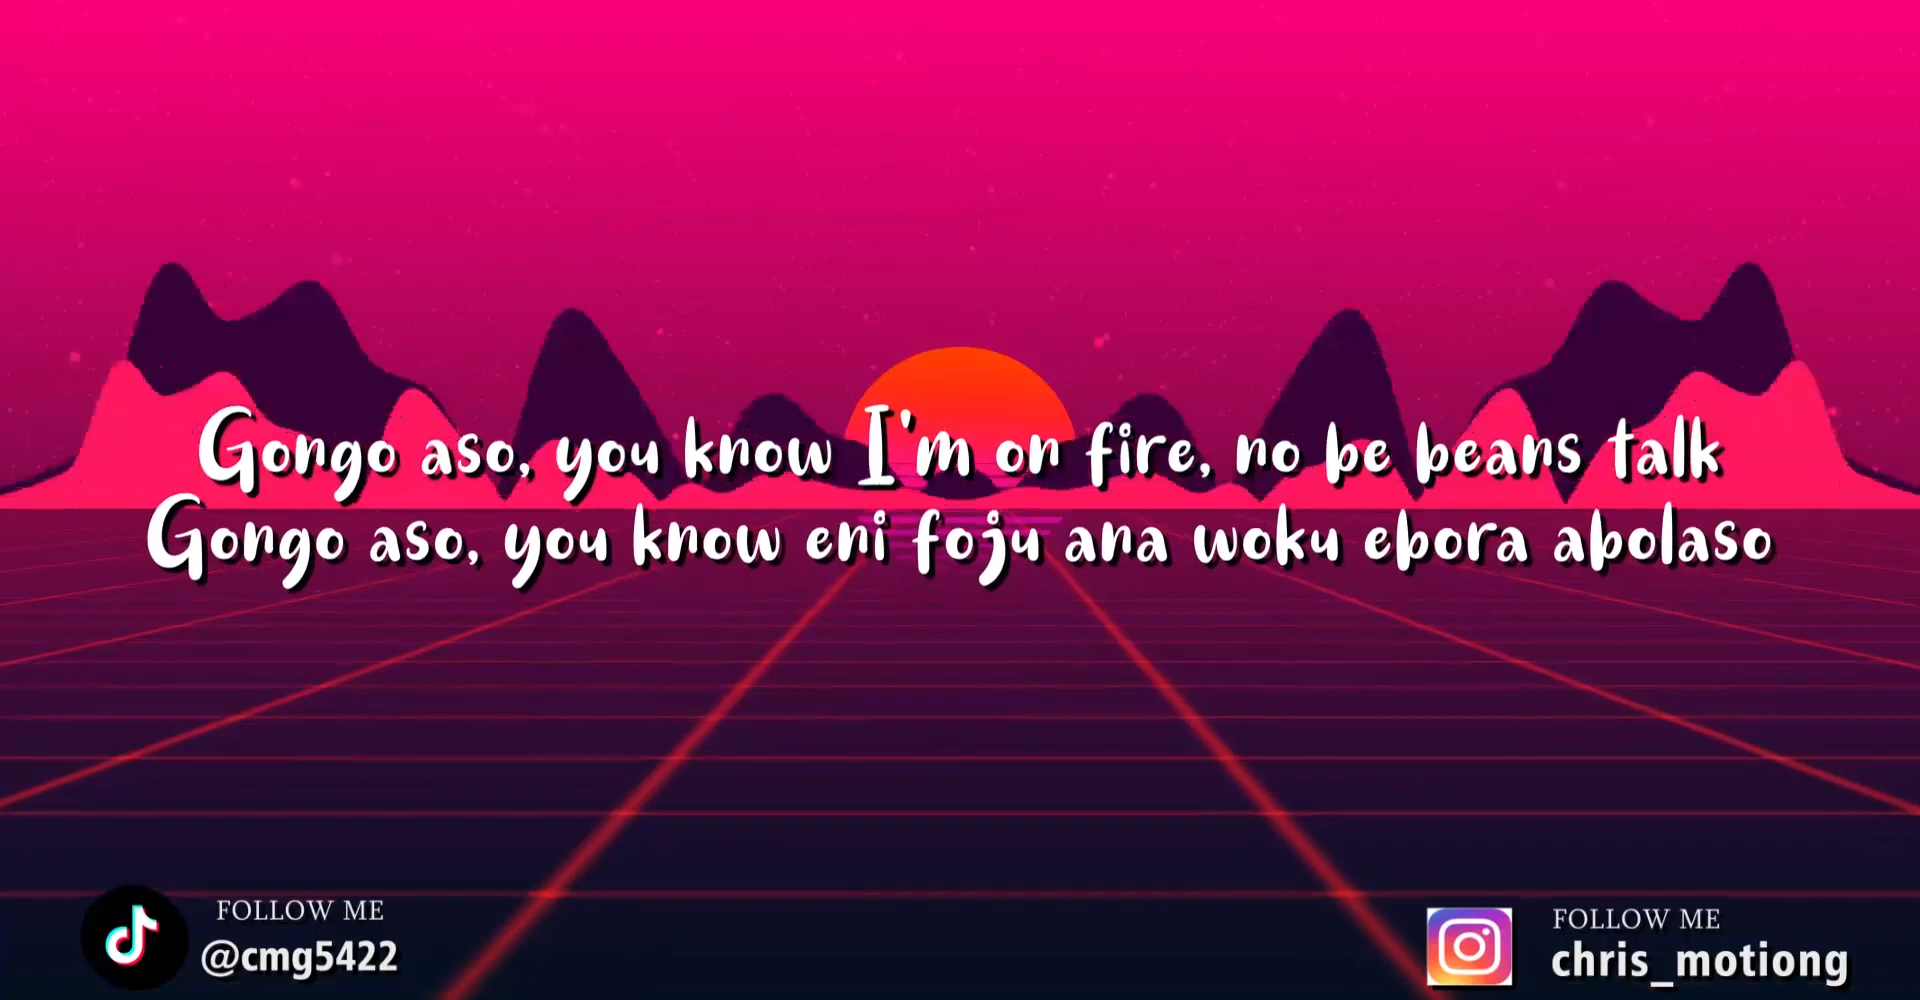 Gongo aso, you know I'm on fire, no be beans talk
Gongo aso, you know eni foju ana woku ebora abolaso
FOLLOW ME
@cmg5422
FOLLOW ME
chris_motiong